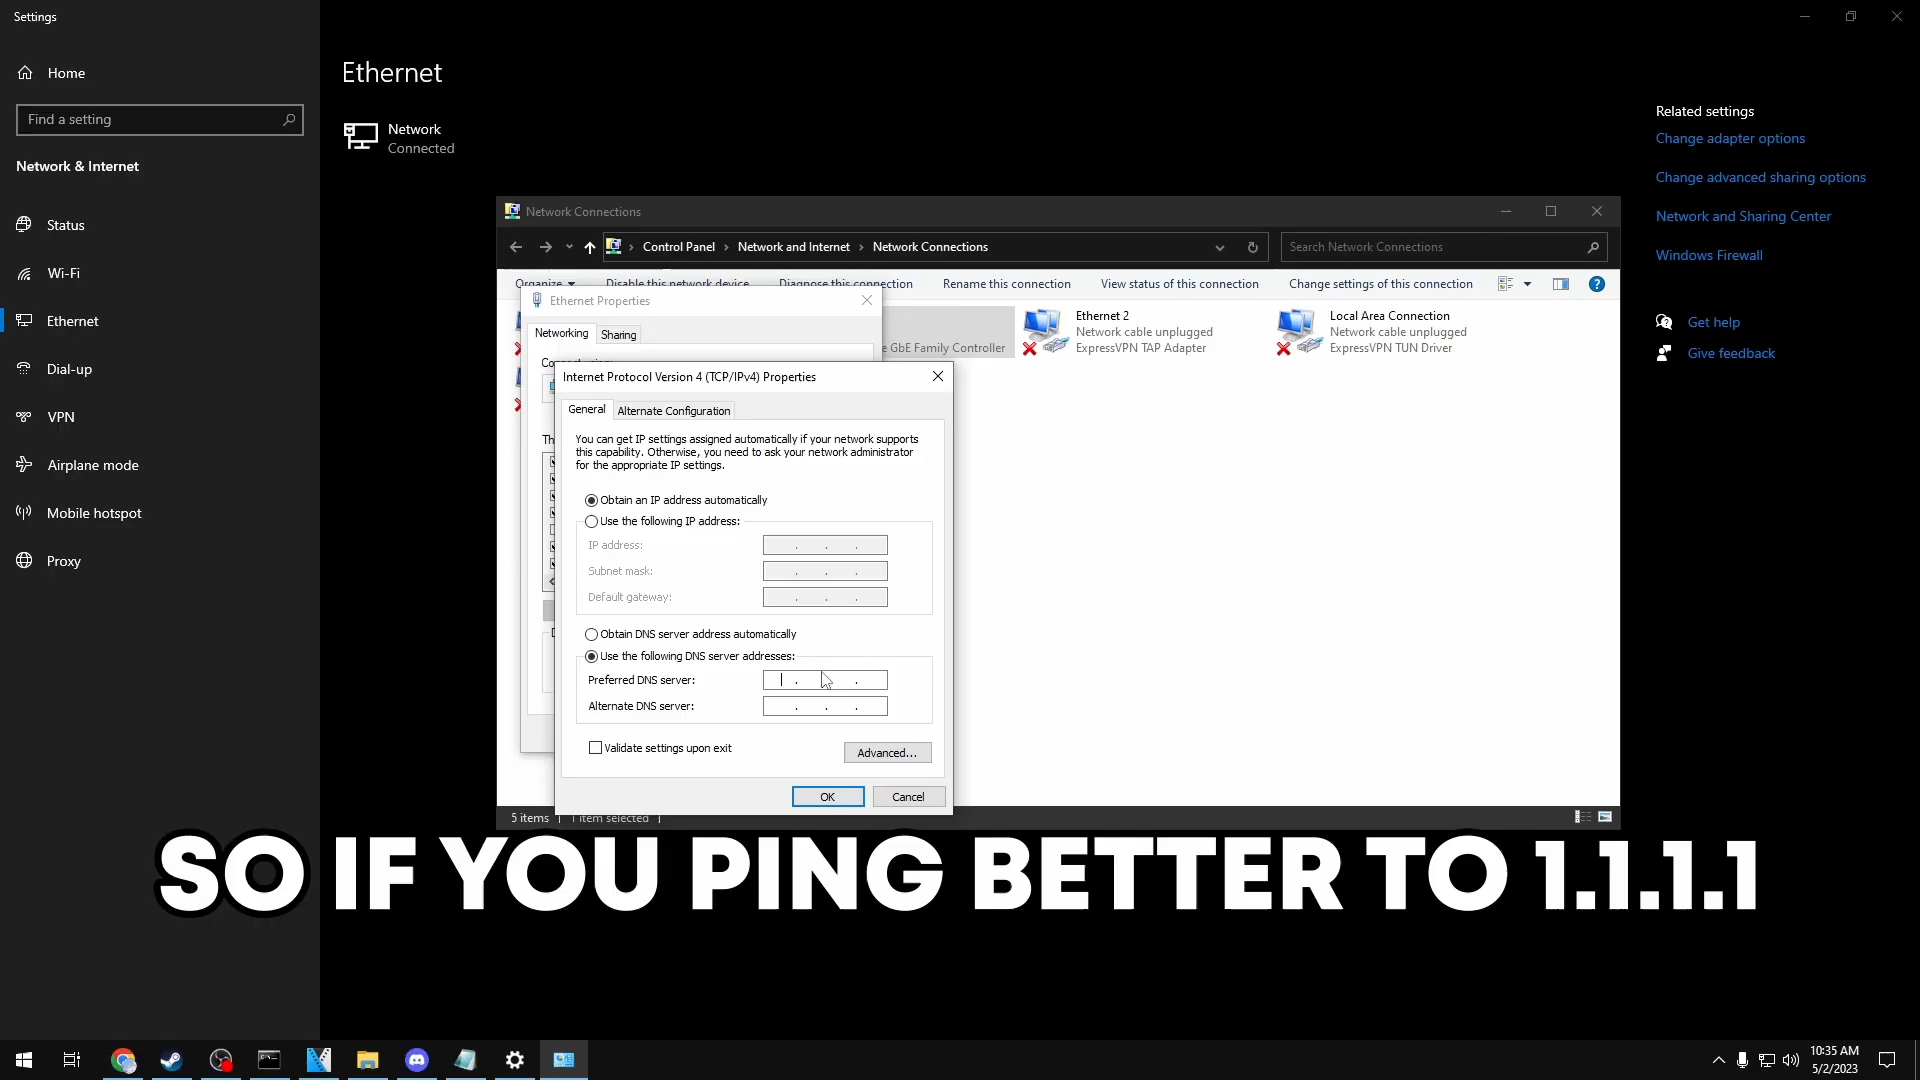 Settings
Home
Find a setting
Network & Internet
Status
Wi-Fi
Ethernet
Dial-up
VPN
Airplane mode
Mobile hotspot
Proxy
Ethernet
Network
Connected
Related settings
Change adapter options
Change advanced sharing options
Network and Sharing Center
Windows Firewall
Get help
Give feedback
Network Connections
Control Panel › Network and Internet › Network Connections
Search Network Connections
Organize Disable this network device Diagnose this connection Rename this connection View status of this connection Change settings of this connection
Ethernet 2
Network cable unplugged
ExpressVPN TAP Adapter
Local Area Connection
Network cable unplugged
ExpressVPN TUN Driver
e GbE Family Controller
Ethernet Properties
Networking Sharing
Internet Protocol Version 4 (TCP/IPv4) Properties
General Alternate Configuration
You can get IP settings assigned automatically if your network supports
this capability. Otherwise, you need to ask your network administrator
for the appropriate IP settings.
Obtain an IP address automatically
Use the following IP address:
IP address:
Subnet mask:
Default gateway:
Obtain DNS server address automatically
Use the following DNS server addresses:
Preferred DNS server:
Alternate DNS server:
Validate settings upon exit
Advanced...
OK Cancel
5 items 1 item selected
SO IF YOU PING BETTER TO 1.1.1.1
10:35 AM
5/2/2023